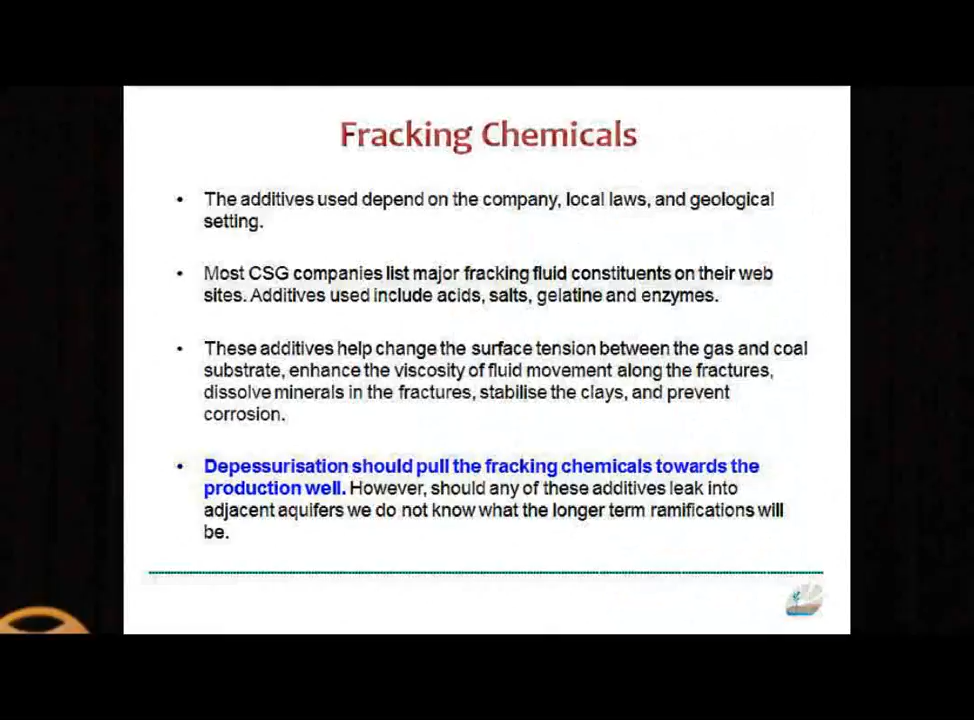 Fracking Chemicals
• The additives used depend on the company, local laws, and geological
setting.
• Most CSG companies list major fracking fluid constituents on their web
sites. Additives used include acids, salts, gelatine and enzymes.
• These additives help change the surface tension between the gas and coal
substrate, enhance the viscosity of fluid movement along the fractures,
dissolve minerals in the fractures, stabilise the clays, and prevent
corrosion.
• Depessurisation should pull the fracking chemicals towards the
production well. However, should any of these additives leak into
adjacent aquifers we do not know what the longer term ramifications will
be.